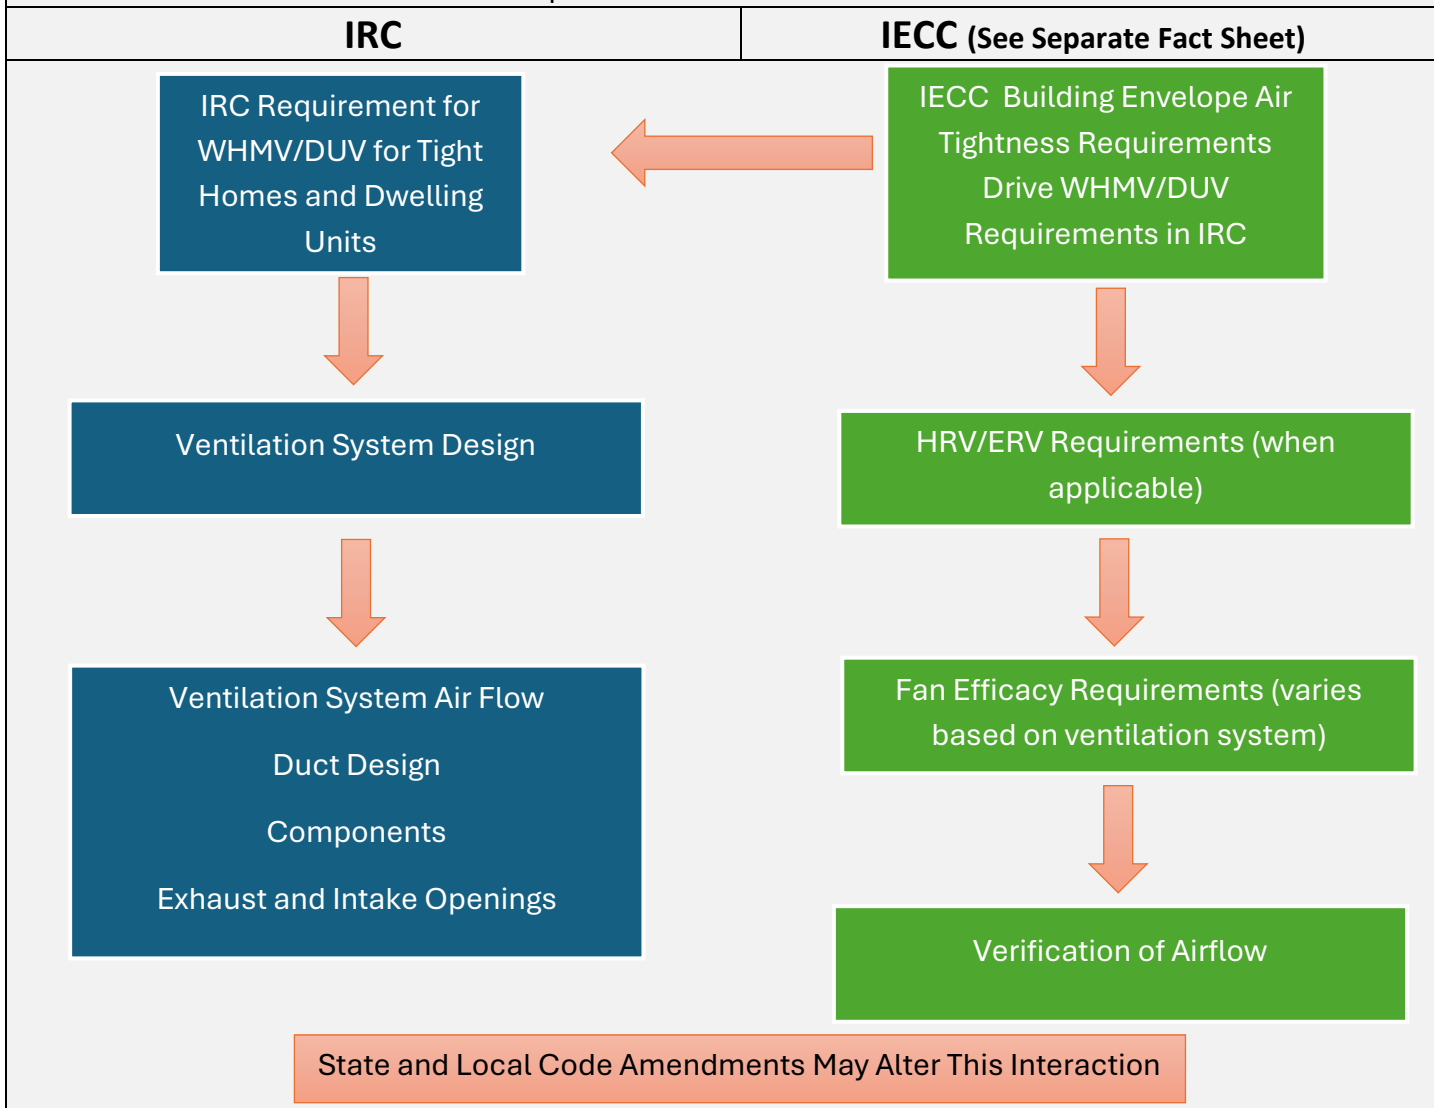 IRC
IECC (See Separate Fact Sheet)
IRC Requirement for
WHMV/DUV for Tight
Homes and Dwelling
Units
IECC Building Envelope Air
Tightness Requirements
Drive WHMV/DUV
Requirements in IRC
Ventilation System Design
HRV/ERV Requirements (when
applicable)
Ventilation System Air Flow
Duct Design
Components
Exhaust and Intake Openings
Fan Efficacy Requirements (varies
based on ventilation system)
Verification of Airflow
State and Local Code Amendments May Alter This Interaction